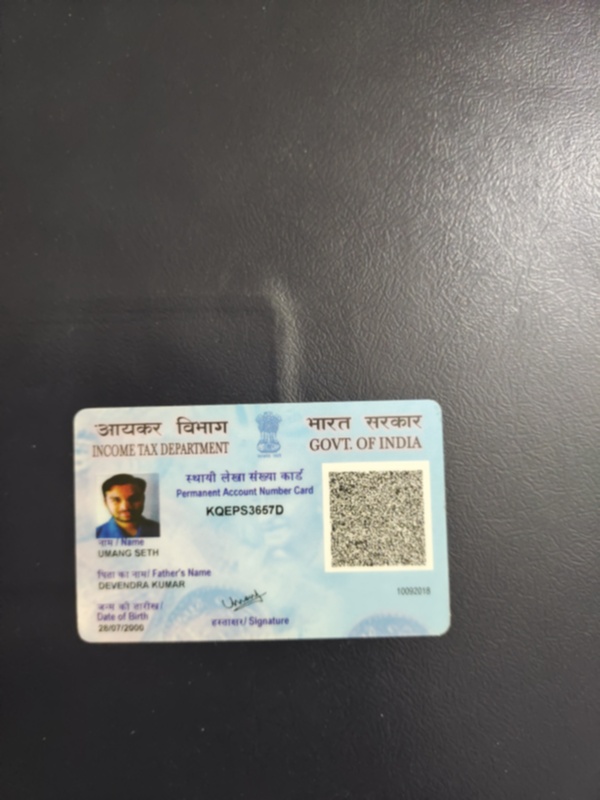 आयकर विभाग
INCOME TAX DEPARTMENT
भारत सरकार
GOVT. OF INDIA
स्थायी लेखा संख्या कार्ड
Permanent Account Number Card
KQEPS3657D
नाम / Name
UMANG SETH
पिता का नाम/ Father's Name
DEVENDRA KUMAR
जन्म की तारीख/
Date of Birth
28/07/2000
हस्ताक्षर/ Signature
10092018